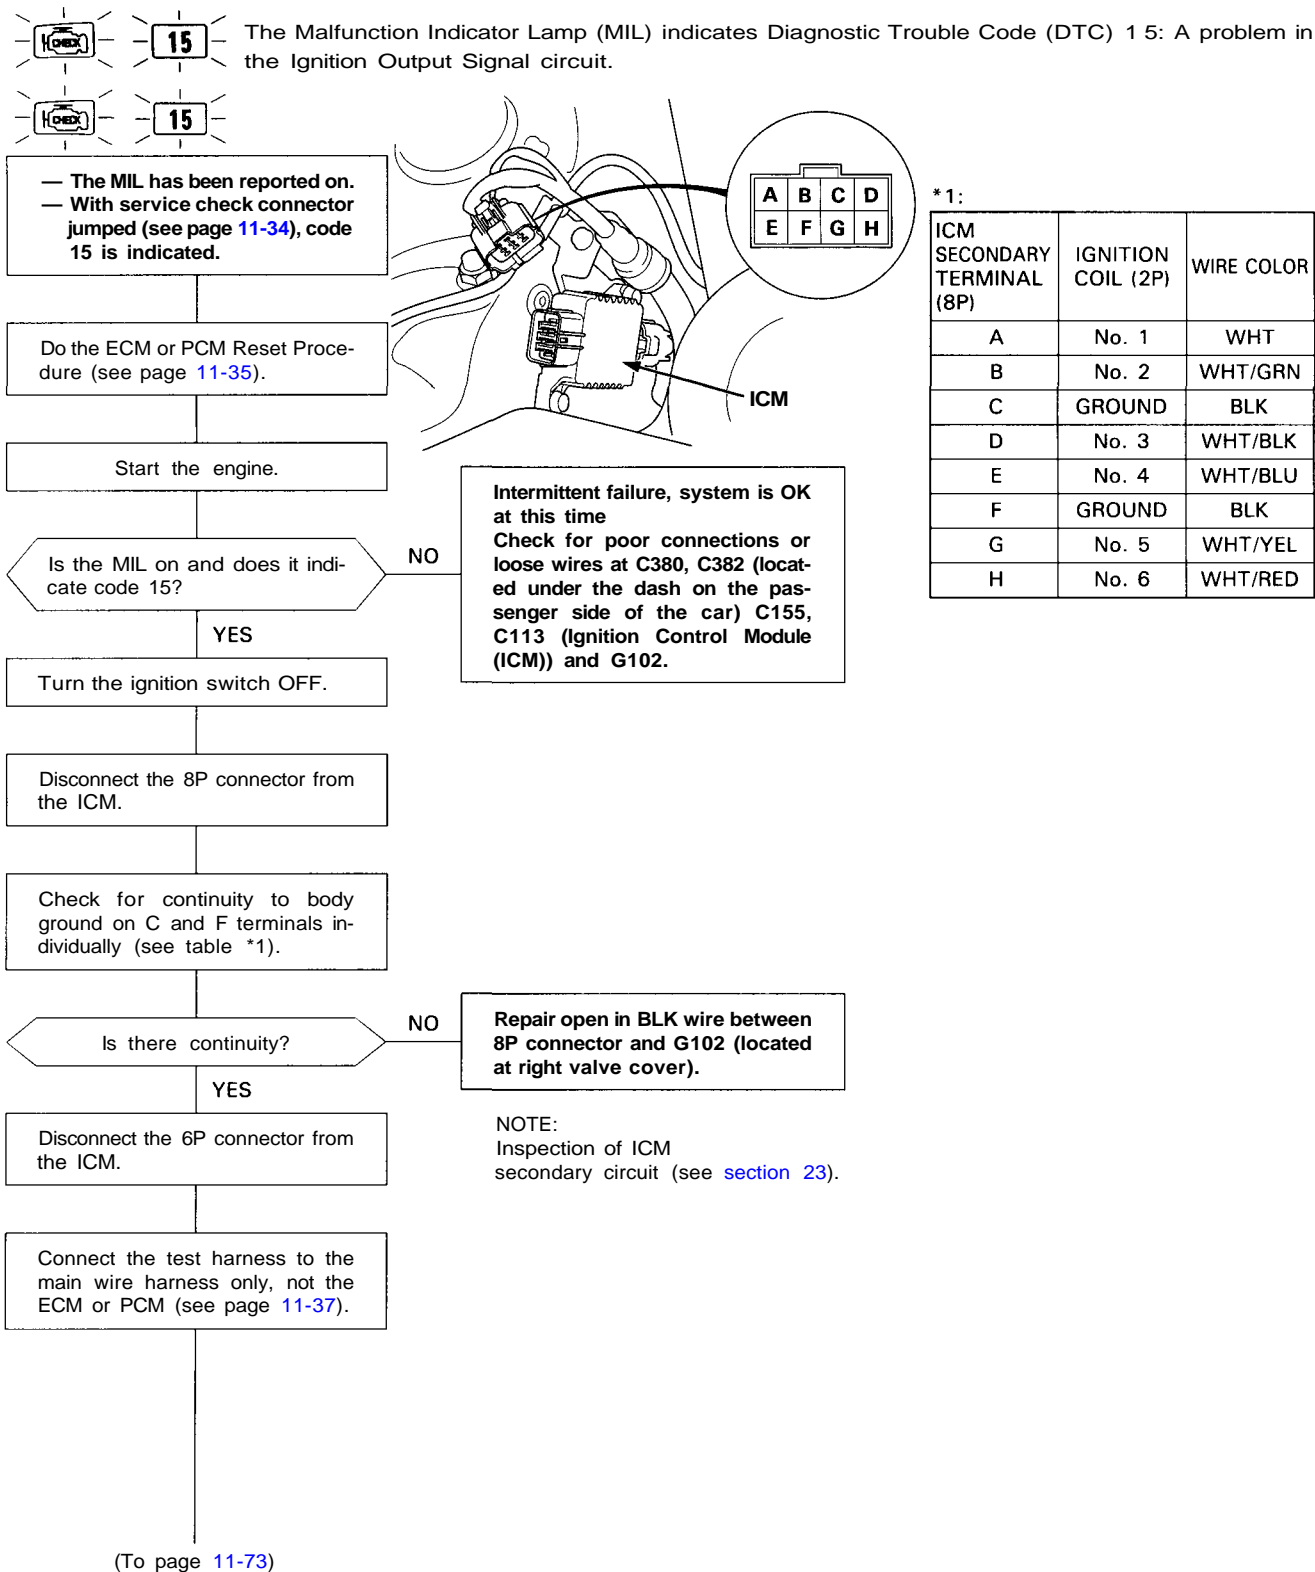 CHECK 15 The Malfunction Indicator Lamp (MIL) indicates Diagnostic Trouble Code (DTC) 1 5: A problem in
the Ignition Output Signal circuit.
CHECK 15
— The MIL has been reported on.
— With service check connector
jumped (see page 11-34), code
15 is indicated.
Do the ECM or PCM Reset Proce-
dure (see page 11-35).
Start the engine.
Is the MIL on and does it indi-
cate code 15?
NO
Intermittent failure, system is OK
at this time
Check for poor connections or
loose wires at C380, C382 (locat-
ed under the dash on the pas-
senger side of the car) C155,
C113 (Ignition Control Module
(ICM)) and G102.
YES
Turn the ignition switch OFF.
Disconnect the 8P connector from
the ICM.
Check for continuity to body
ground on C and F terminals in-
dividually (see table *1).
Is there continuity?
NO
Repair open in BLK wire between
8P connector and G102 (located
at right valve cover).
YES
Disconnect the 6P connector from
the ICM.
NOTE:
Inspection of ICM
secondary circuit (see section 23).
Connect the test harness to the
main wire harness only, not the
ECM or PCM (see page 11-37).
(To page 11-73)
A B C D
E F G H
ICM
*1:
ICM
SECONDARY
TERMINAL
(8P)
IGNITION
COIL (2P)
WIRE COLOR
A No. 1 WHT
B No. 2 WHT/GRN
C GROUND BLK
D No. 3 WHT/BLK
E No. 4 WHT/BLU
F GROUND BLK
G No. 5 WHT/YEL
H No. 6 WHT/RED